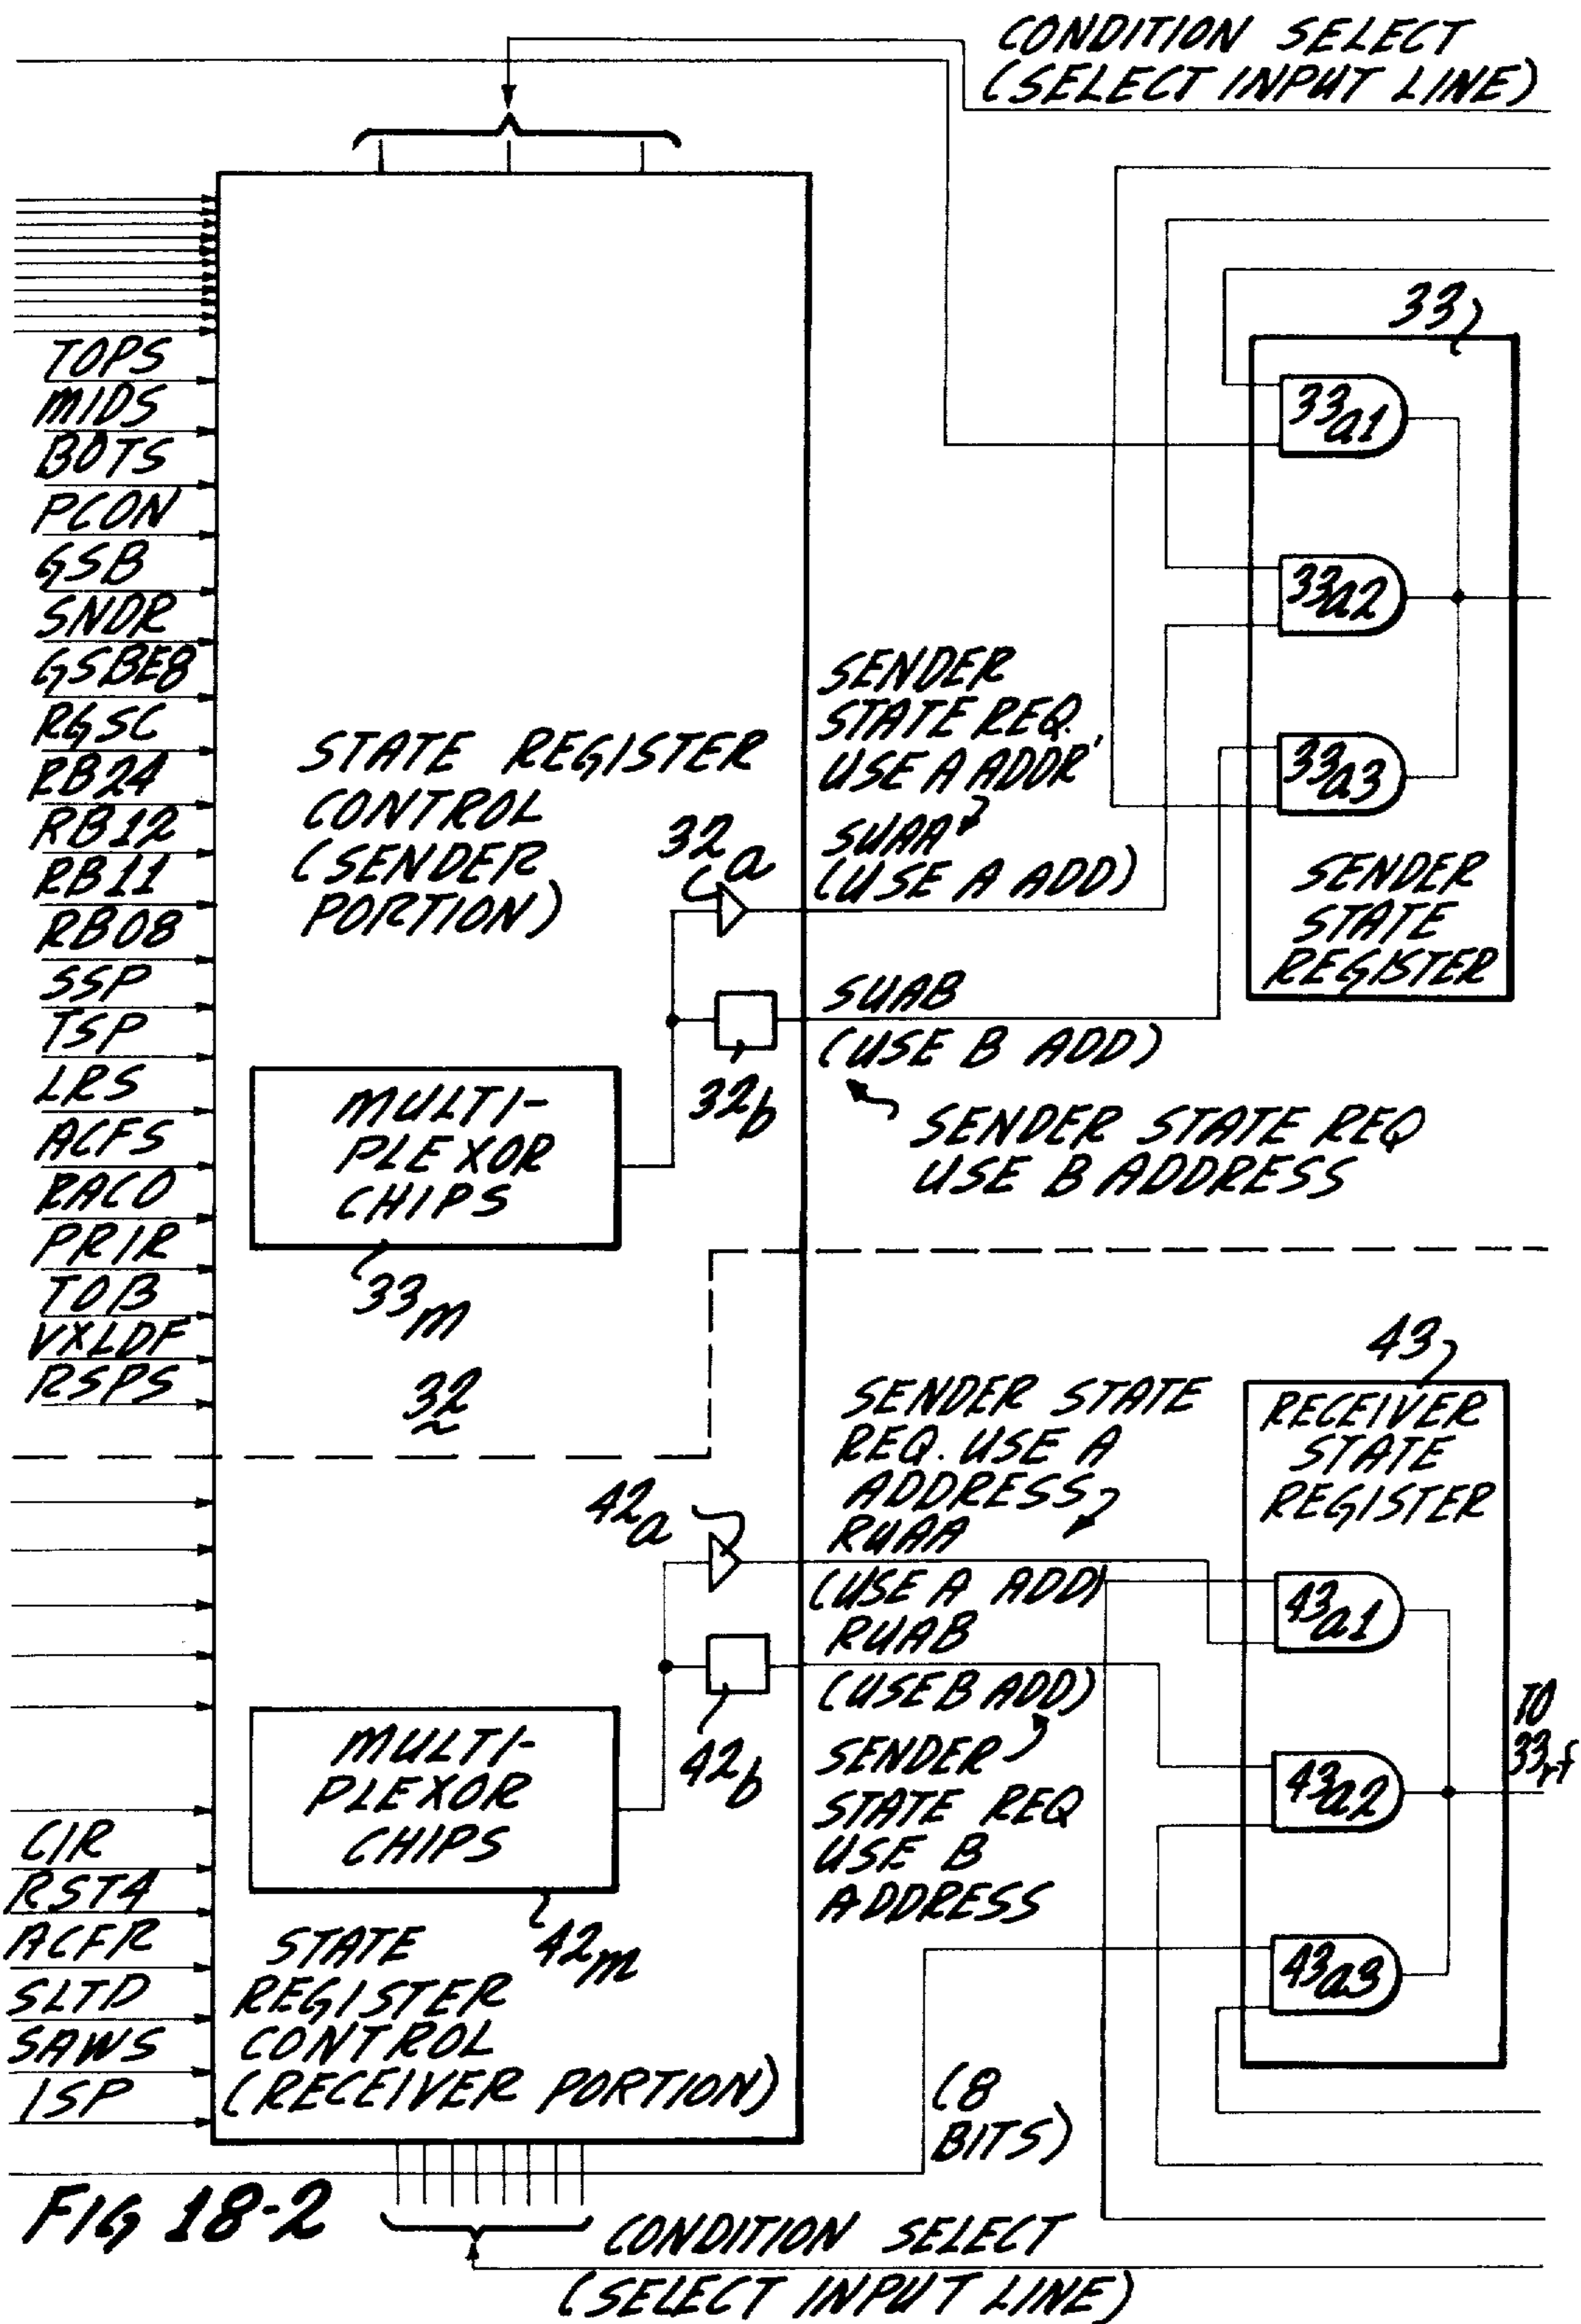 CONDITION SELECT
(SELECT INPUT LINE)
33
TOPS
MIDS
BOTS
PCON
GSB
SNDR
GSBE8
RGSC
RB24
RB12
RB11
RB08
SSP
TSP
LRS
ACFS
RACO
PRIR
TOB
VXLDF
RSPS
STATE REGISTER
CONTROL
(SENDER
PORTION)
32a
32b
MULTI-
PLEXOR
CHIPS
33m
32
SENDER
STATE REQ.
USE A ADDR'
SUAA
(USE A ADD)
SUAB
(USE B ADD)
SENDER STATE REQ
USE B ADDRESS
33a1
33a2
33a3
SENDER
STATE
REGISTER
43
SENDER STATE
REQ. USE A
ADDRESS
RUAA
(USE A ADD)
RUAB
(USE B ADD)
SENDER
STATE REQ
USE B
ADDRESS
42a
42b
MULTI-
PLEXOR
CHIPS
42m
RECEIVER
STATE
REGISTER
43a1
43a2
43a3
TO
33rf
CIR
RST4
ACFR
SLTD
SAWS
ISP
STATE
REGISTER
CONTROL
(RECEIVER PORTION)
(8
BITS)
FIG 18-2
CONDITION SELECT
(SELECT INPUT LINE)